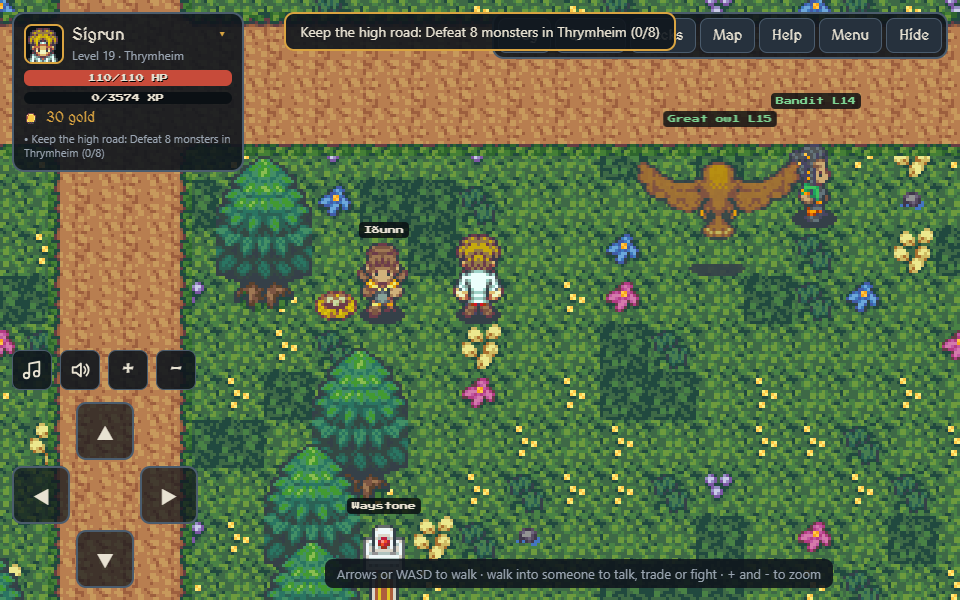 Sigrun
Level 19 · Thrymheim
110/110 HP
0/3574 XP
30 gold
• Keep the high road: Defeat 8 monsters in
Thrymheim (0/8)
Keep the high road: Defeat 8 monsters in Thrymheim (0/8)
Map
Help
Menu
Hide
Bandit L14
Great owl L15
Iðunn
Waystone
Arrows or WASD to walk · walk into someone to talk, trade or fight · + and - to zoom